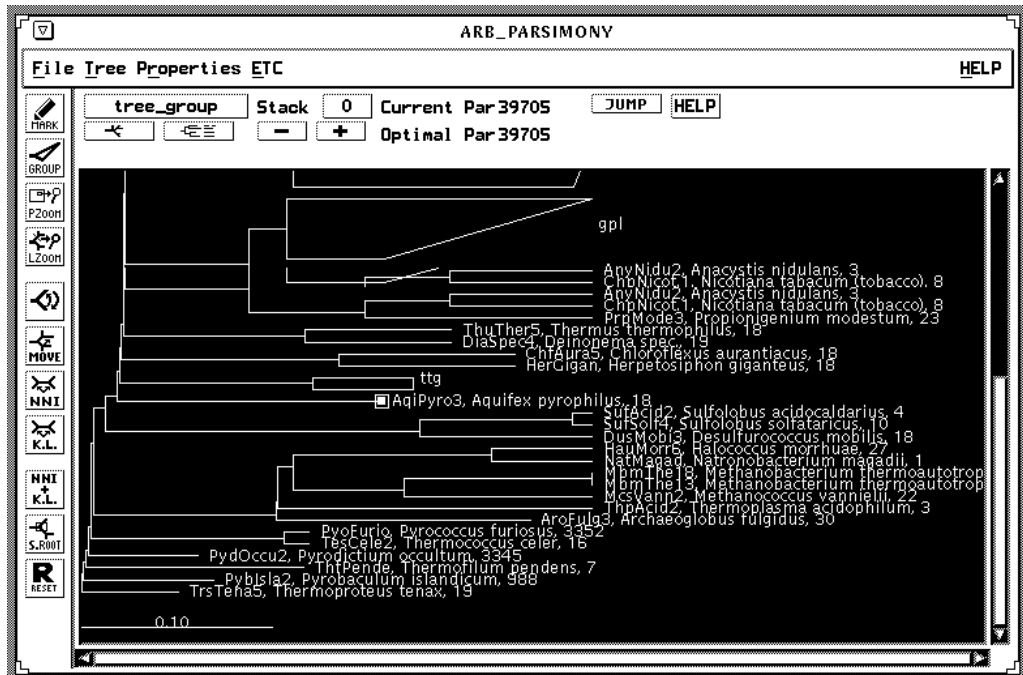 ARB_PARSIMONY
File Tree Properties ETC HELP
tree_group Stack 0 Current Par 39705 JUMP HELP
− + Optimal Par 39705
MARK
GROUP
PZOOM
LZOOM
MOVE
NNI
K.L.
NNI
+
K.L.
S.ROOT
R
RESET
gpl
AnyNidu2, Anacystis nidulans, 3
ChpNicot1, Nicotiana tabacum (tobacco), 8
AnyNidu2, Anacystis nidulans, 3
ChpNicot1, Nicotiana tabacum (tobacco), 8
PrpMode3, Propionigenium modestum, 23
ThuTher5, Thermus thermophilus, 18
DiaSpec4, Deinonema spec., 19
ChfAura5, Chloroflexus aurantiacus, 18
HerGigan, Herpetosiphon giganteus, 18
ttg
AqiPyro3, Aquifex pyrophilus, 18
SufAcid2, Sulfolobus acidocaldarius, 4
SufSolf4, Sulfolobus solfataricus, 10
DusMobi3, Desulfurococcus mobilis, 18
HauMorr6, Halococcus morrhuae, 27
NatMagad, Natronobacterium magadii, 1
MbmThe18, Methanobacterium thermoautotrop
MbmThe13, Methanobacterium thermoautotrop
McsVann2, Methanococcus vannielii, 22
ThpAcid2, Thermoplasma acidophilum, 3
AroFulg3, Archaeoglobus fulgidus, 30
PyoFurio, Pyrococcus furiosus, 3352
TesCele2, Thermococcus celer, 16
PydOccu2, Pyrodictium occultum, 3345
ThfPende, Thermofilum pendens, 7
PybIsla2, Pyrobaculum islandicum, 988
TrsTena5, Thermoproteus tenax, 19
0.10